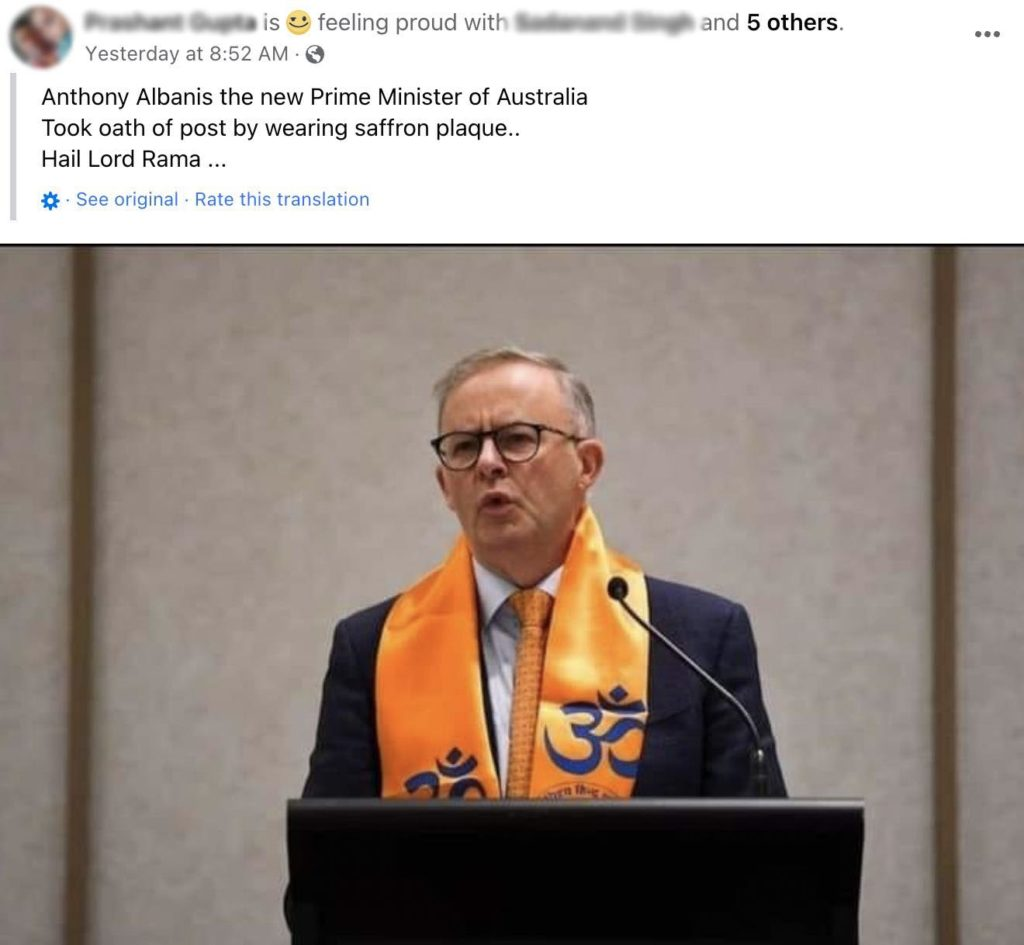 is 😀 feeling proud with and 5 others.
Yesterday at 8:52 AM ·
Anthony Albanis the new Prime Minister of Australia
Took oath of post by wearing saffron plaque..
Hail Lord Rama ...
· See original · Rate this translation
ॐ
ॐ